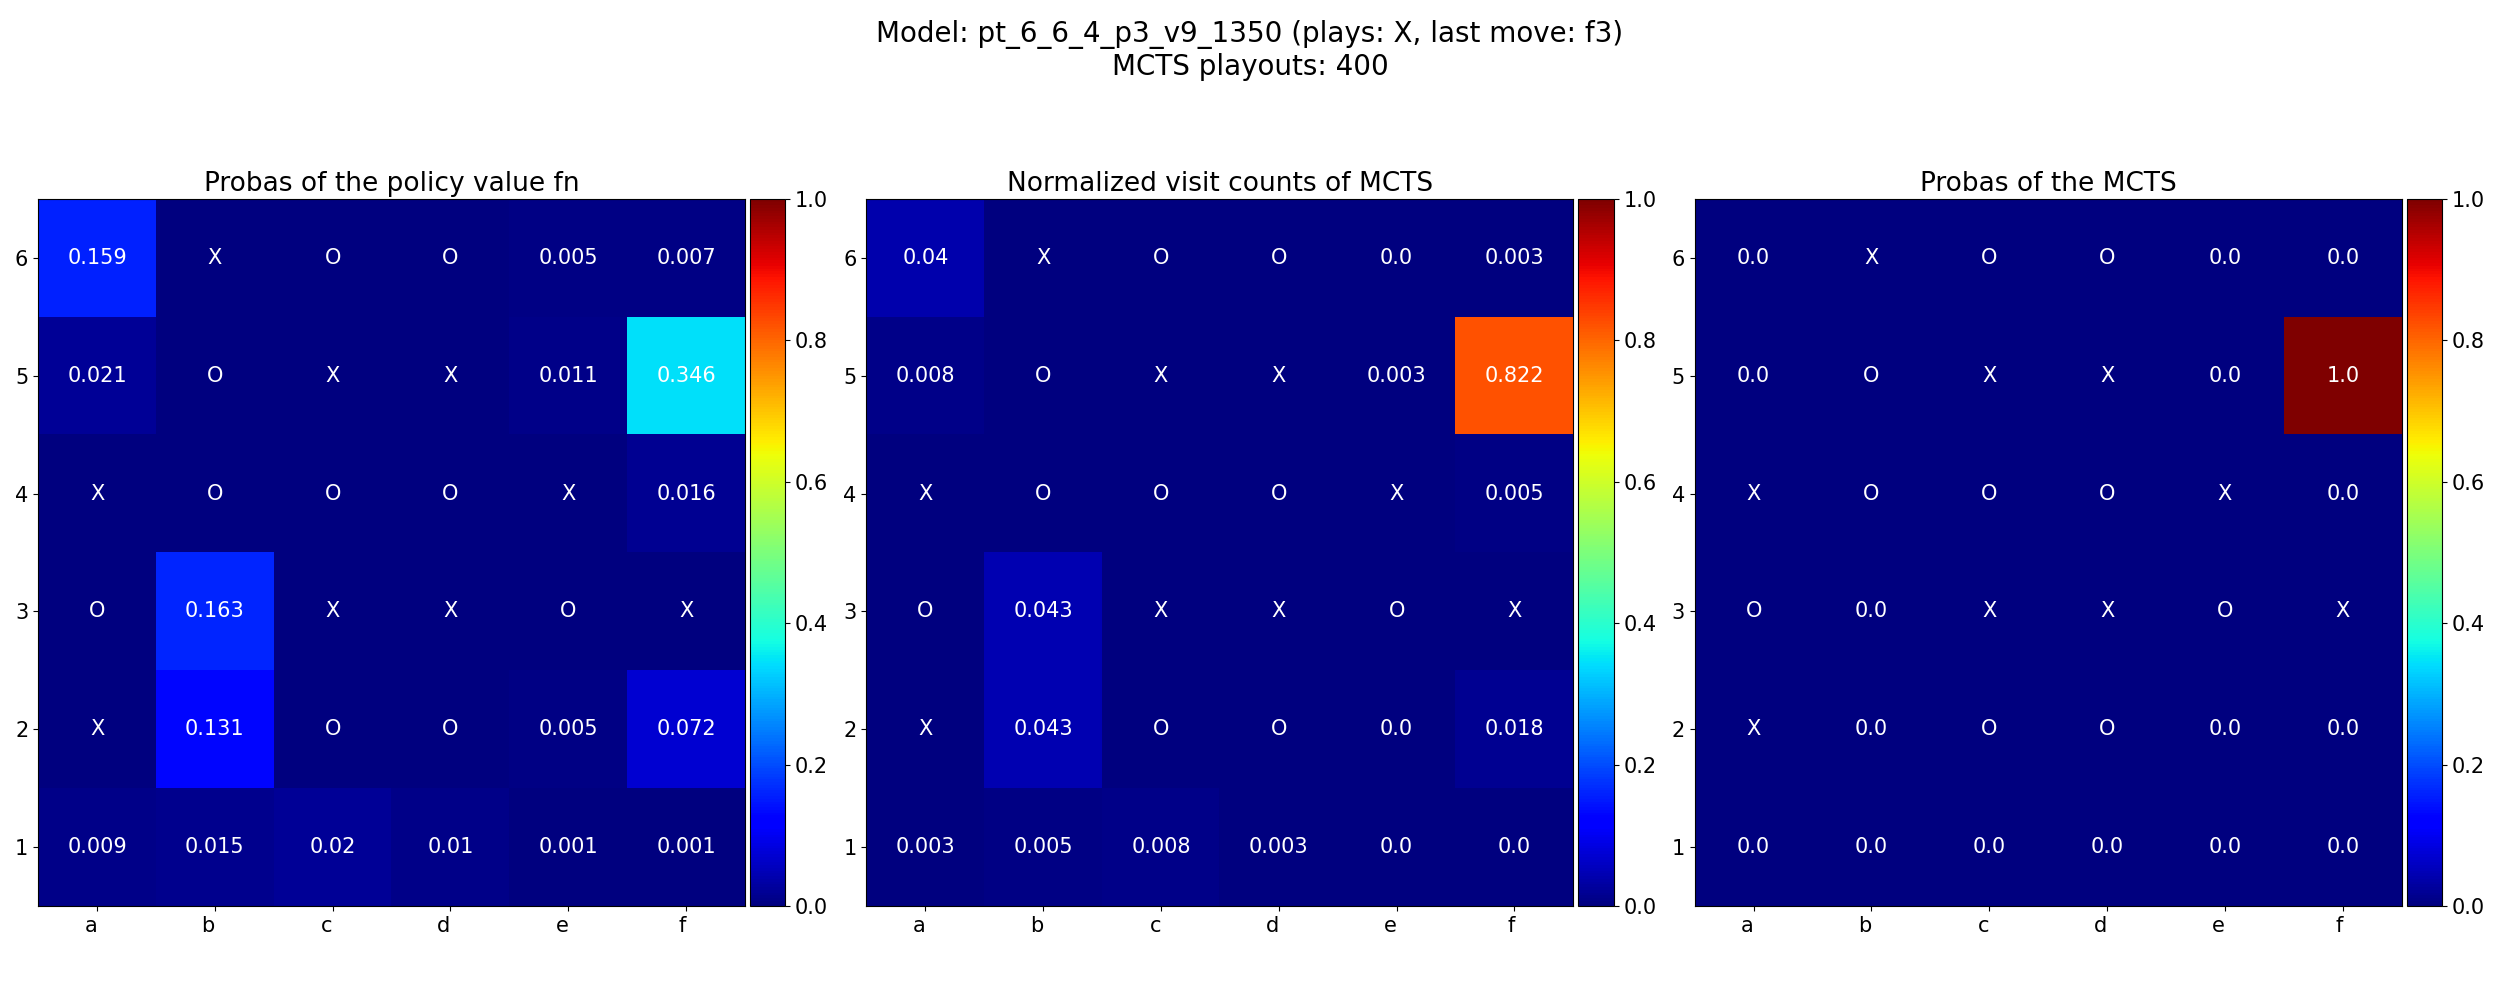 Model: pt_6_6_4_p3_v9_1350 (plays: X, last move: f3)
MCTS playouts: 400
Probas of the policy value fn
6 0.159 X O O 0.005 0.007
5 0.021 O X X 0.011 0.346
4 X O O O X 0.016
3 O 0.163 X X O X
2 X 0.131 O O 0.005 0.072
1 0.009 0.015 0.02 0.01 0.001 0.001
a b c d e f
1.0
0.8
0.6
0.4
0.2
0.0
Normalized visit counts of MCTS
6 0.04 X O O 0.0 0.003
5 0.008 O X X 0.003 0.822
4 X O O O X 0.005
3 O 0.043 X X O X
2 X 0.043 O O 0.0 0.018
1 0.003 0.005 0.008 0.003 0.0 0.0
a b c d e f
1.0
0.8
0.6
0.4
0.2
0.0
Probas of the MCTS
6 0.0 X O O 0.0 0.0
5 0.0 O X X 0.0 1.0
4 X O O O X 0.0
3 O 0.0 X X O X
2 X 0.0 O O 0.0 0.0
1 0.0 0.0 0.0 0.0 0.0 0.0
a b c d e f
1.0
0.8
0.6
0.4
0.2
0.0